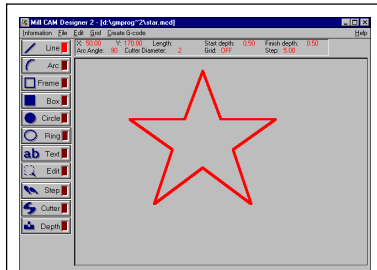 Mill CAM Designer 2 - [d:\gmprog~2\star.mcd]
Information File Edit Grid Create G-code Help
X: 50.00 Y: 170.00 Length: Start depth: 0.50 Finish depth: 0.50
Arc Angle: 90 Cutter Diameter: 2 Grid: OFF Step: 5.00
Line
Arc
Frame
Box
Circle
Ring
ab Text
Edit
Step
Cutter
Depth